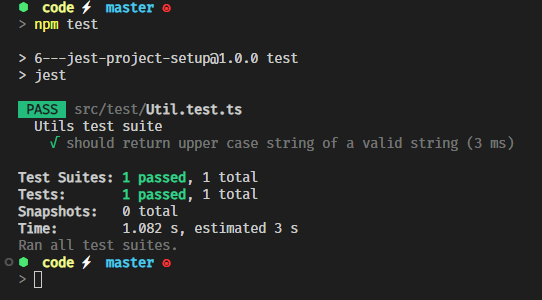 code ⚡ master
> npm test
> 6---jest-project-setup@1.0.0 test
> jest
PASS src/test/Util.test.ts
Utils test suite
√ should return upper case string of a valid string (3 ms)
Test Suites: 1 passed, 1 total
Tests: 1 passed, 1 total
Snapshots: 0 total
Time: 1.082 s, estimated 3 s
Ran all test suites.
code ⚡ master
>